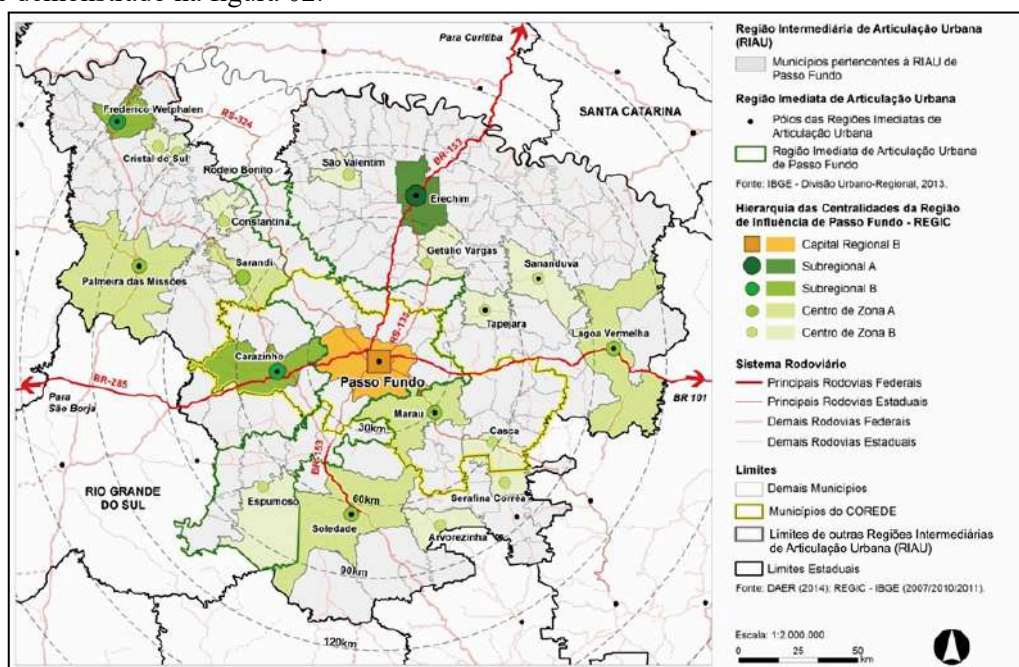 demonstrado na figura 02.
Para Curitiba
Frederico Wetphalen
RS-324
BR-153
SANTA CATARINA
Cristal do Sul
São Valentim
Rodeio Bonito
Erechim
Constantina
Getúlio Vargas
Sananduva
Sarandi
Palmeira das Missões
RS-135
Tapejara
Lagoa Vermelha
Carazinho
Passo Fundo
BR-285
Para
São Borja
BR 101
Marau
30km
Casca
BR-153
RIO GRANDE
DO SUL
Espumoso
60km
Serafina Corrêa
Soledade
Arvorezinha
90km
120km
Região Intermediária de Articulação Urbana
(RIAU)
Municípios pertencentes à RIAU de
Passo Fundo
Região Imediata de Articulação Urbana
Pólos das Regiões Imediatas de
Articulação Urbana
Região Imediata de Articulação Urbana
de Passo Fundo
Fonte: IBGE - Divisão Urbano-Regional, 2013.
Hierarquia das Centralidades da Região
de Influência de Passo Fundo - REGIC
Capital Regional B
Subregional A
Subregional B
Centro de Zona A
Centro de Zona B
Sistema Rodoviário
Principais Rodovias Federais
Principais Rodovias Estaduais
Demais Rodovias Federais
Demais Rodovias Estaduais
Limites
Demais Municípios
Municípios do COREDE
Limites de outras Regiões Intermediárias
de Articulação Urbana (RIAU)
Limites Estaduais
Fonte: DAER (2014); REGIC - IBGE (2007/2010/2011).
Escala: 1:2.000.000
0 25 50
km